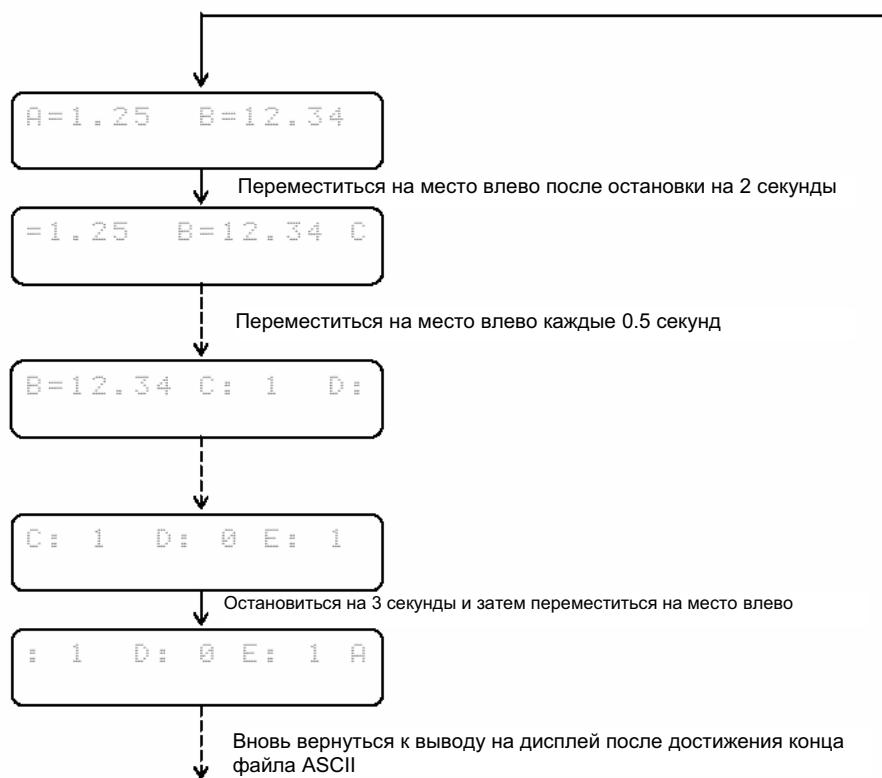 A=1.25  B=12.34
Переместиться на место влево после остановки на 2 секунды
=1.25  B=12.34 C
Переместиться на место влево каждые 0.5 секунд
B=12.34 C: 1  D:
C: 1  D: 0 E: 1
Остановиться на 3 секунды и затем переместиться на место влево
: 1  D: 0 E: 1 A
Вновь вернуться к выводу на дисплей после достижения конца
файла ASCII